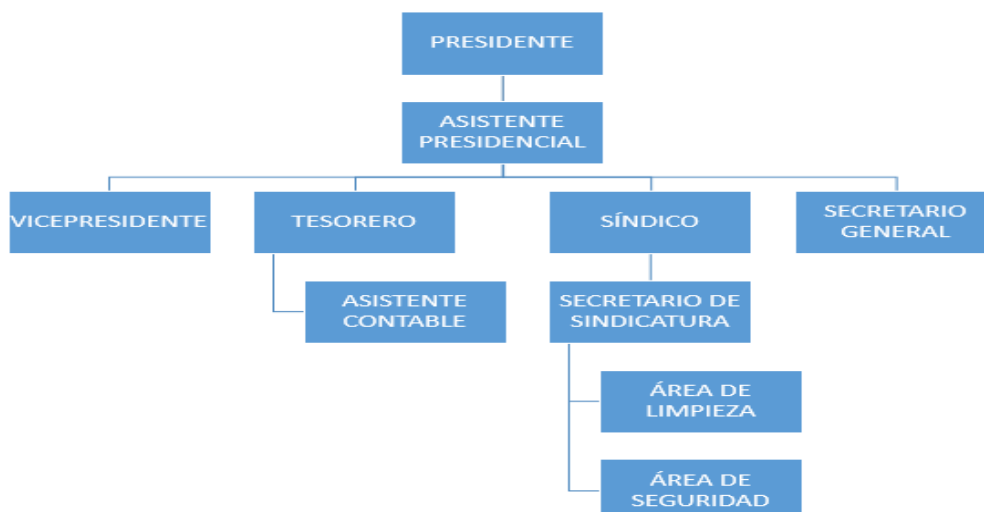 PRESIDENTE
ASISTENTE
PRESIDENCIAL
VICEPRESIDENTE
TESORERO
SÍNDICO
SECRETARIO
GENERAL
ASISTENTE
CONTABLE
SECRETARIO DE
SINDICATURA
ÁREA DE
LIMPIEZA
ÁREA DE
SEGURIDAD